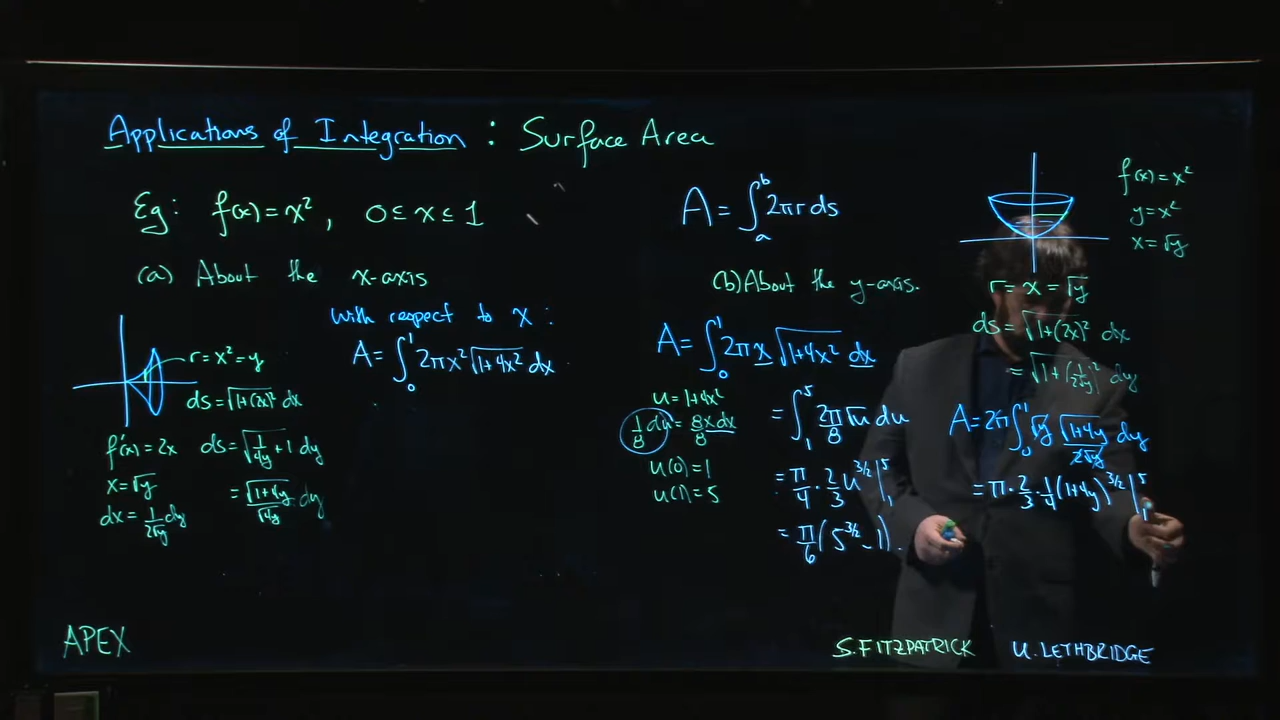 Applications of Integration : Surface Area
Eg: f(x) = x², 0 ≤ x ≤ 1
(a) About the x-axis
r = x² = y
ds = √(1+(2x)²) dx
f'(x) = 2x
x = √y
dx = 1/(2√y) dy
ds = √(1/(4y) + 1) dy
= √(1+4y)/√(4y) dy
with respect to x :
A = ∫₀¹ 2πx² √(1+4x²) dx
A = ∫ₐᵇ 2πr ds
(b) About the y-axis.
A = ∫₀¹ 2πx √(1+4x²) dx
u = 1+4x²
1/8 du = 8x dx/8
u(0) = 1
u(1) = 5
= ∫₁⁵ 2π/8 √u du
= π/4 · 2/3 u^(3/2) |₁⁵
= π/6 (5^(3/2) - 1).
f(x) = x²
y = x²
x = √y
r = x = √y
ds = √(1+(2x)²) dx
= √(1+(1/(2√y))²) dy
A = 2π ∫₀¹ √y √(1+4y)/(2√y) dy
= π · 2/3 · 1/4 (1+4y)^(3/2) |₁⁵
APEX
S. FITZPATRICK U. LETHBRIDGE